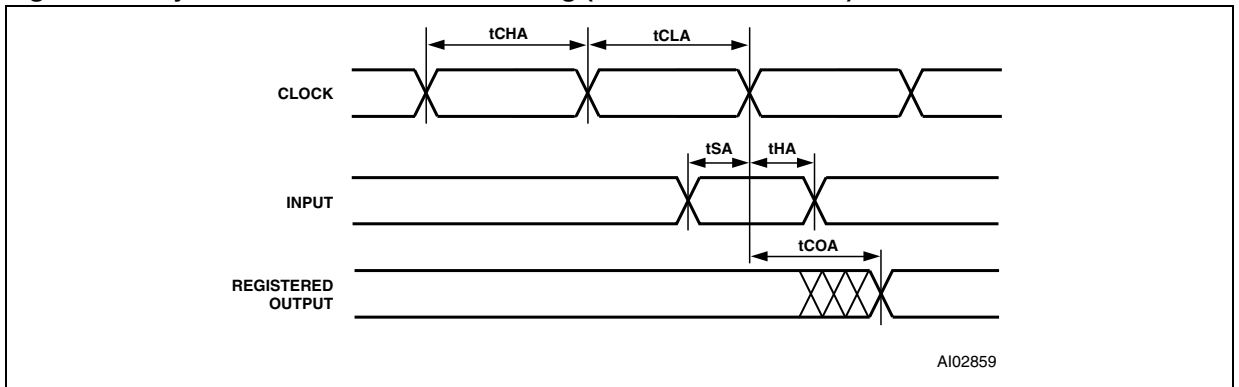 tCHA
tCLA
CLOCK
tSA
tHA
INPUT
tCOA
REGISTERED
OUTPUT
AI02859